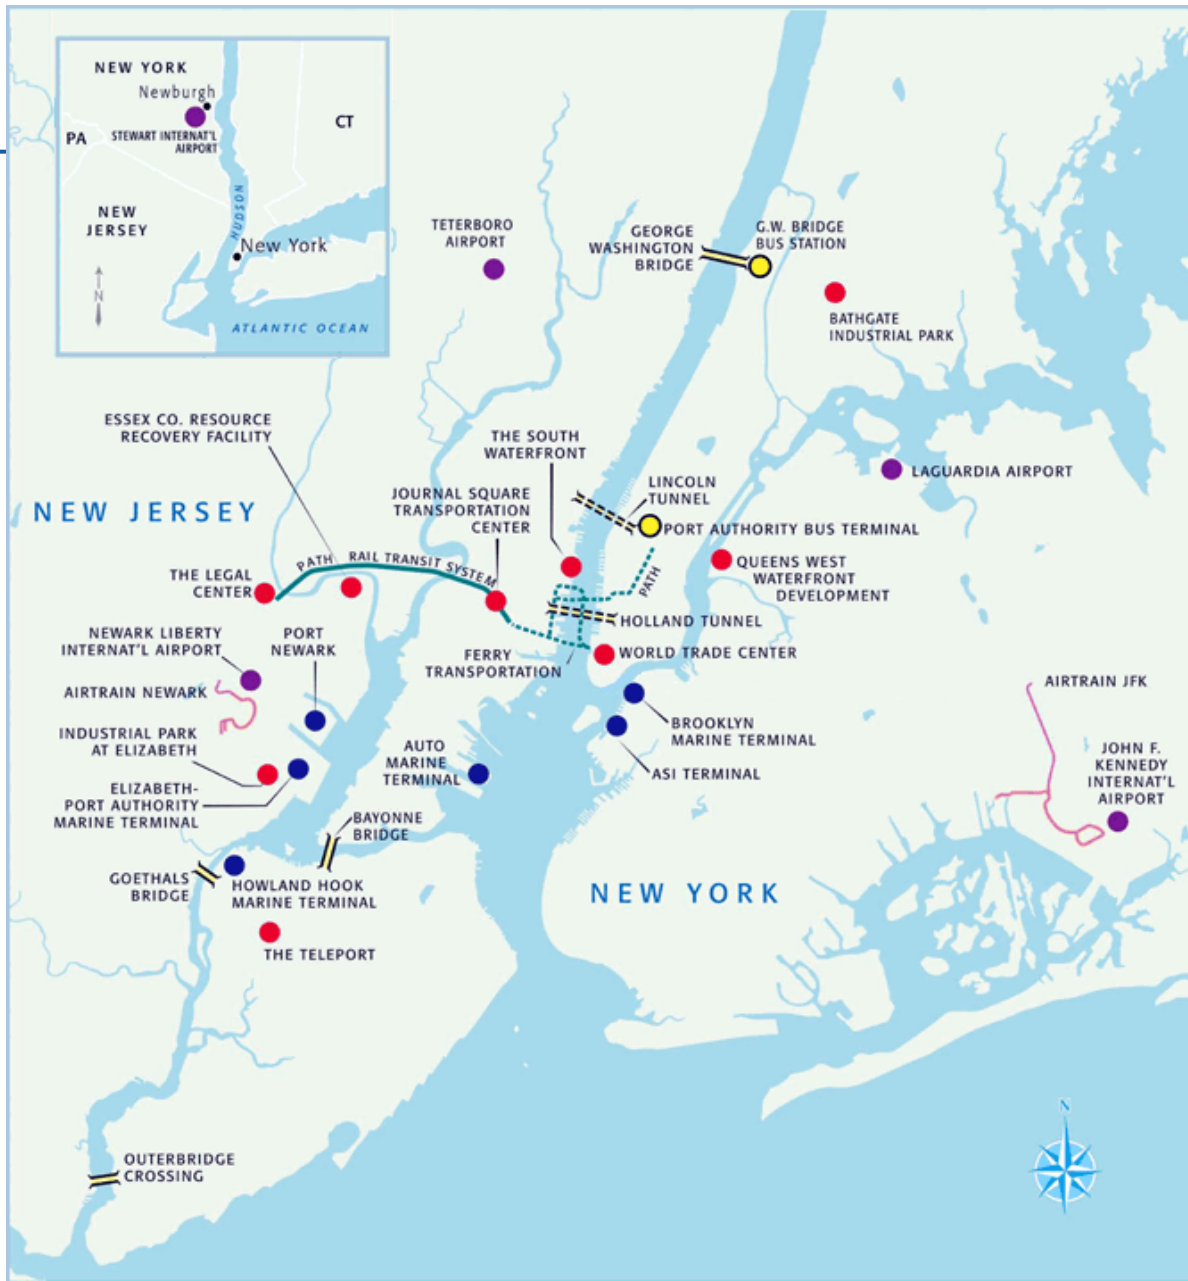 NEW YORK
Newburgh
STEWART INTERNAT'L
AIRPORT
PA
CT
NEW
JERSEY
HUDSON
New York
N
ATLANTIC OCEAN
TETERBORO
AIRPORT
GEORGE
WASHINGTON
BRIDGE
G.W. BRIDGE
BUS STATION
BATHGATE
INDUSTRIAL PARK
ESSEX CO. RESOURCE
RECOVERY FACILITY
THE SOUTH
WATERFRONT
LINCOLN
TUNNEL
LAGUARDIA AIRPORT
NEW JERSEY
JOURNAL SQUARE
TRANSPORTATION
CENTER
PORT AUTHORITY BUS TERMINAL
PATH RAIL TRANSIT SYSTEM
PATH
QUEENS WEST
WATERFRONT
DEVELOPMENT
THE LEGAL
CENTER
HOLLAND TUNNEL
NEWARK LIBERTY
INTERNAT'L AIRPORT
PORT
NEWARK
FERRY
TRANSPORTATION
WORLD TRADE CENTER
AIRTRAIN NEWARK
AIRTRAIN JFK
INDUSTRIAL PARK
AT ELIZABETH
AUTO
MARINE
TERMINAL
BROOKLYN
MARINE TERMINAL
ASI TERMINAL
JOHN F.
KENNEDY
INTERNAT'L
AIRPORT
ELIZABETH-
PORT AUTHORITY
MARINE TERMINAL
BAYONNE
BRIDGE
GOETHALS
BRIDGE
HOWLAND HOOK
MARINE TERMINAL
NEW YORK
THE TELEPORT
N
OUTERBRIDGE
CROSSING